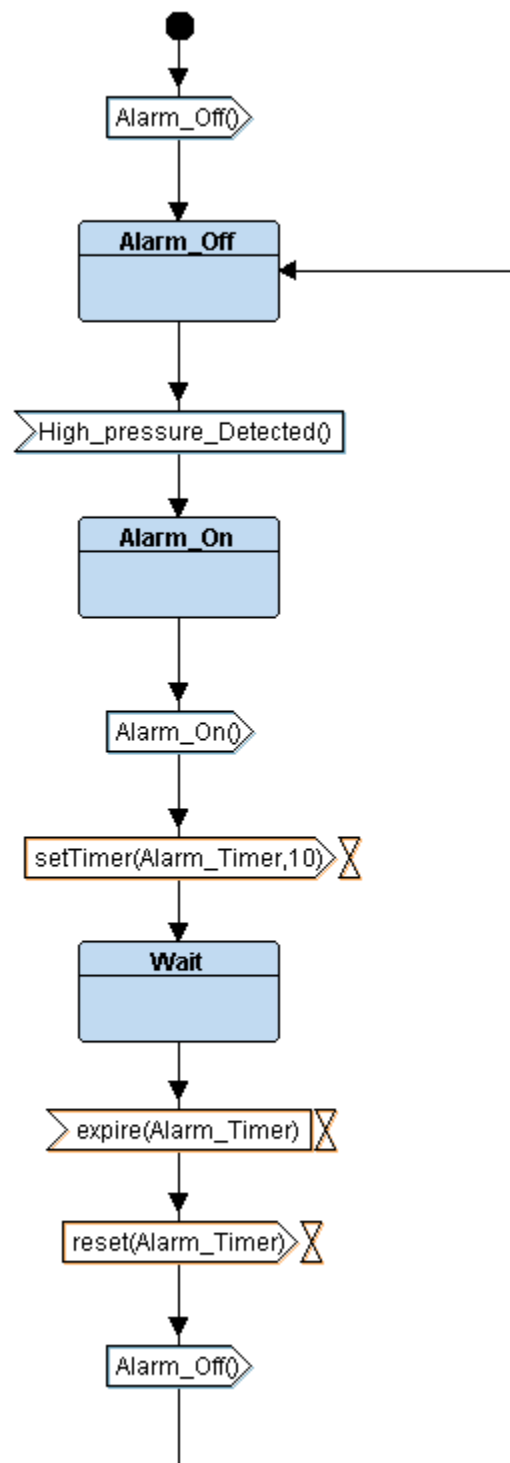 Alarm_Off()
Alarm_Off
High_pressure_Detected()
Alarm_On
Alarm_On()
setTimer(Alarm_Timer,10)
Wait
expire(Alarm_Timer)
reset(Alarm_Timer)
Alarm_Off()